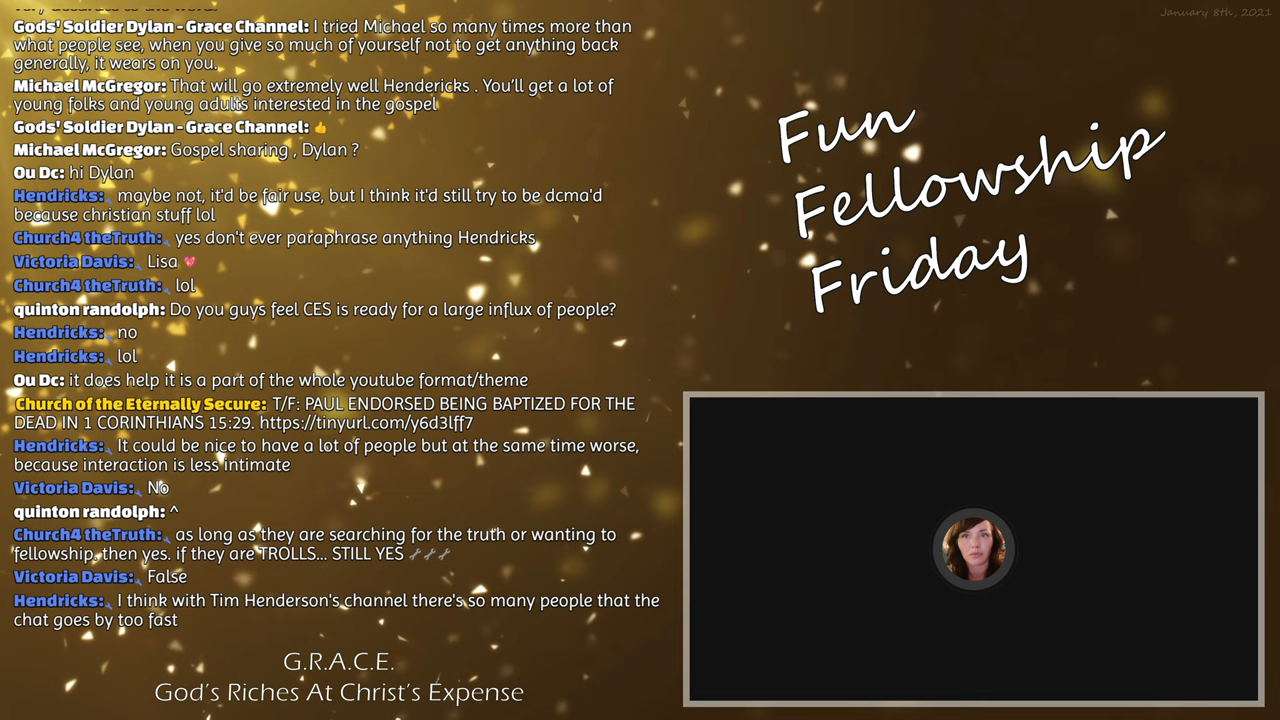 Gods' Soldier Dylan - Grace Channel: I tried Michael so many times more than
what people see, when you give so much of yourself not to get anything back
generally, it wears on you.
Michael McGregor: That will go extremely well Hendericks . You'll get a lot of
young folks and young adults interested in the gospel
Gods' Soldier Dylan - Grace Channel: 👍
Michael McGregor: Gospel sharing , Dylan ?
Ou Dc: hi Dylan
Hendricks: maybe not, it'd be fair use, but I think it'd still try to be dcma'd
because christian stuff lol
Church4 theTruth: yes don't ever paraphrase anything Hendricks
Victoria Davis: Lisa 💖
Church4 theTruth: lol
quinton randolph: Do you guys feel CES is ready for a large influx of people?
Hendricks: no
Hendricks: lol
Ou Dc: it does help it is a part of the whole youtube format/theme
Church of the Eternally Secure: T/F: PAUL ENDORSED BEING BAPTIZED FOR THE
DEAD IN 1 CORINTHIANS 15:29. https://tinyurl.com/y6d3lff7
Hendricks: It could be nice to have a lot of people but at the same time worse,
because interaction is less intimate
Victoria Davis: No
quinton randolph: ^
Church4 theTruth: as long as they are searching for the truth or wanting to
fellowship, then yes. if they are TROLLS... STILL YES 🔧🔧🔧
Victoria Davis: False
Hendricks: I think with Tim Henderson's channel there's so many people that the
chat goes by too fast
G.R.A.C.E.
God's Riches At Christ's Expense
January 8th, 2021
Fun
Fellowship
Friday